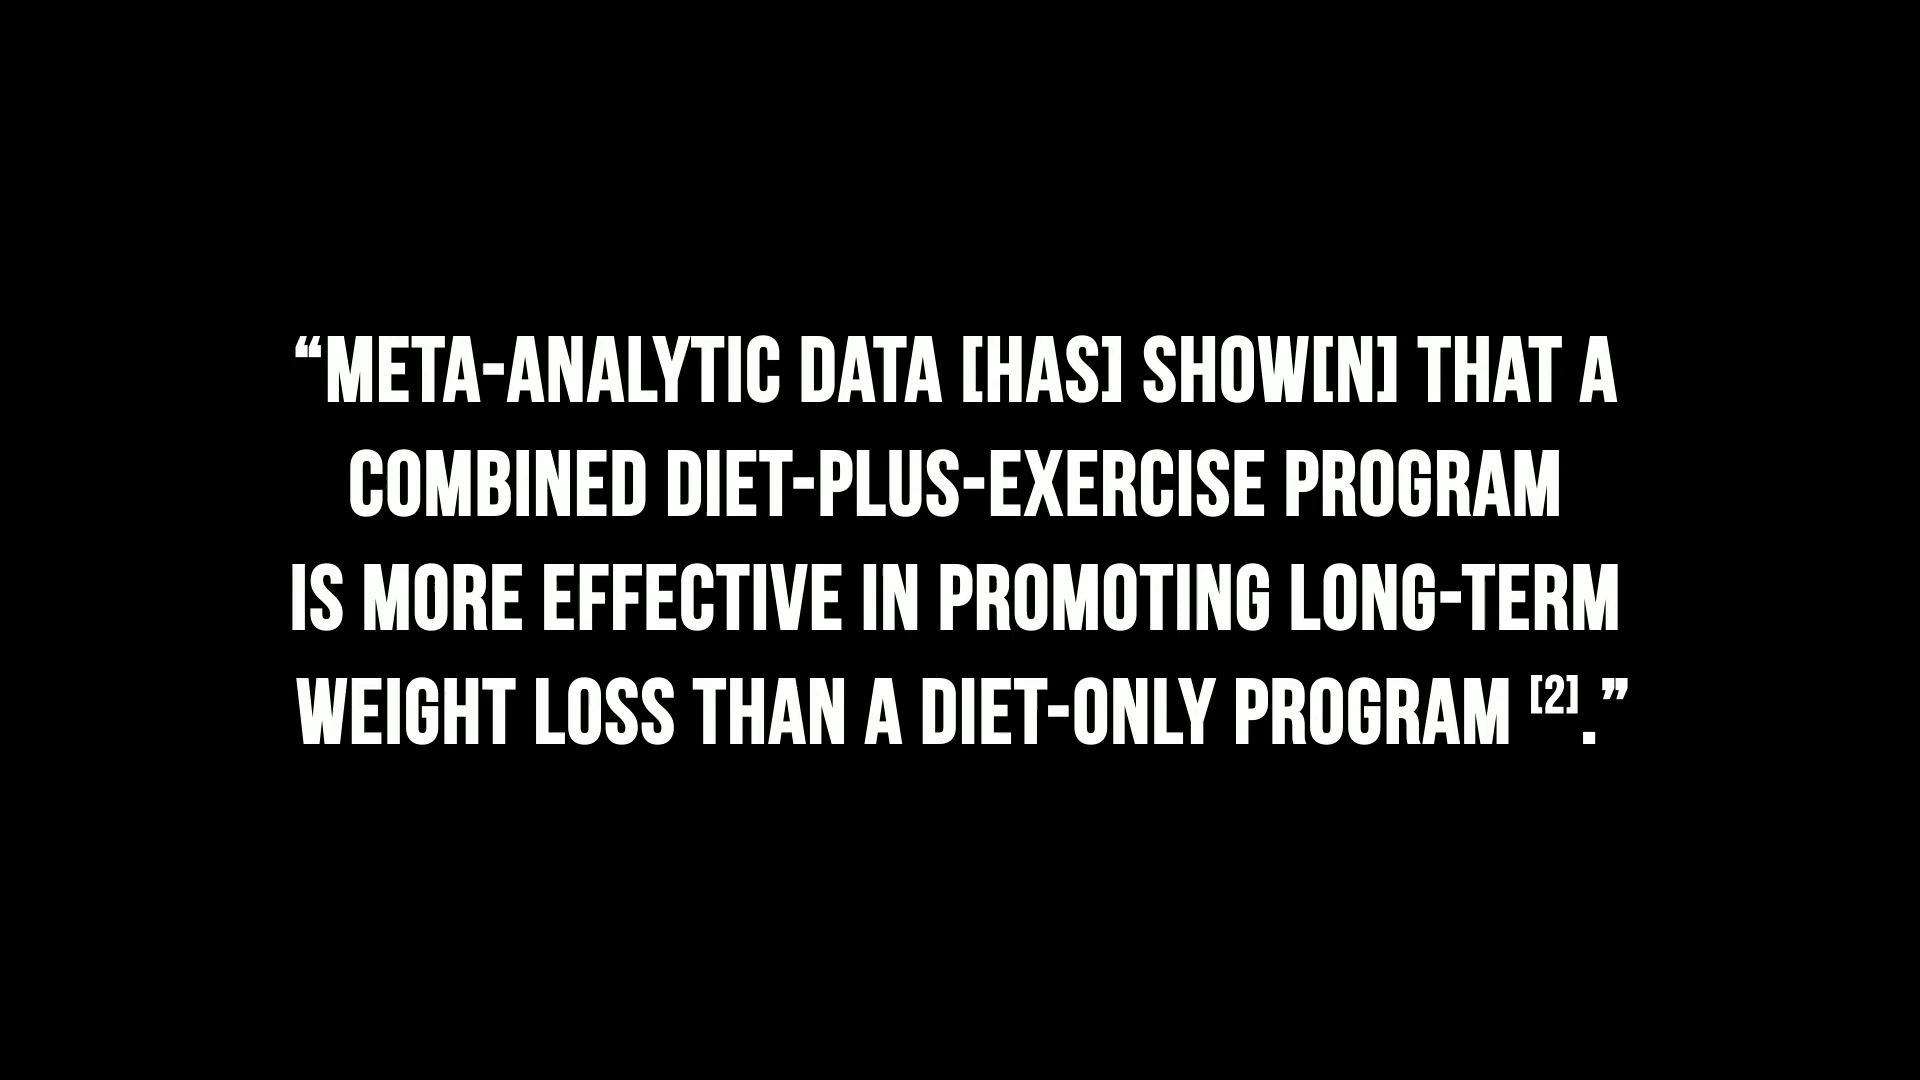 “META-ANALYTIC DATA [HAS] SHOW[N] THAT A
COMBINED DIET-PLUS-EXERCISE PROGRAM
IS MORE EFFECTIVE IN PROMOTING LONG-TERM
WEIGHT LOSS THAN A DIET-ONLY PROGRAM [2].”